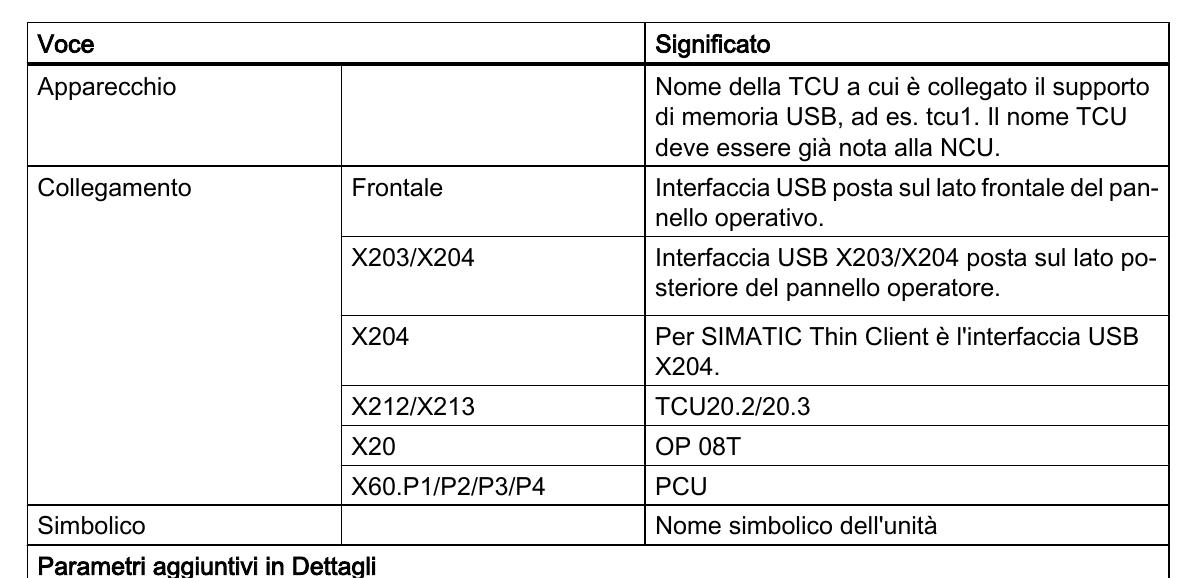 Voce Significato
Apparecchio Nome della TCU a cui è collegato il supporto
di memoria USB, ad es. tcu1. Il nome TCU
deve essere già nota alla NCU.
Collegamento Frontale Interfaccia USB posta sul lato frontale del pan-
nello operativo.
X203/X204 Interfaccia USB X203/X204 posta sul lato po-
steriore del pannello operatore.
X204 Per SIMATIC Thin Client è l'interfaccia USB
X204.
X212/X213 TCU20.2/20.3
X20 OP 08T
X60.P1/P2/P3/P4 PCU
Simbolico Nome simbolico dell'unità
Parametri aggiuntivi in Dettagli